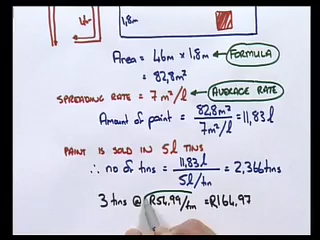 1,8m
Area = 46m × 1,8m FORMULA
= 82,8m²
SPREADING RATE = 7m²/l AVERAGE RATE
Amount of paint = 82,8m² / 7m²/l = 11,83l
PAINT IS SOLD IN 5l TINS
∴ no of tins = 11,83l / 5l/tin = 2,366 tins
3 tins @ R54,99/tin = R164.97